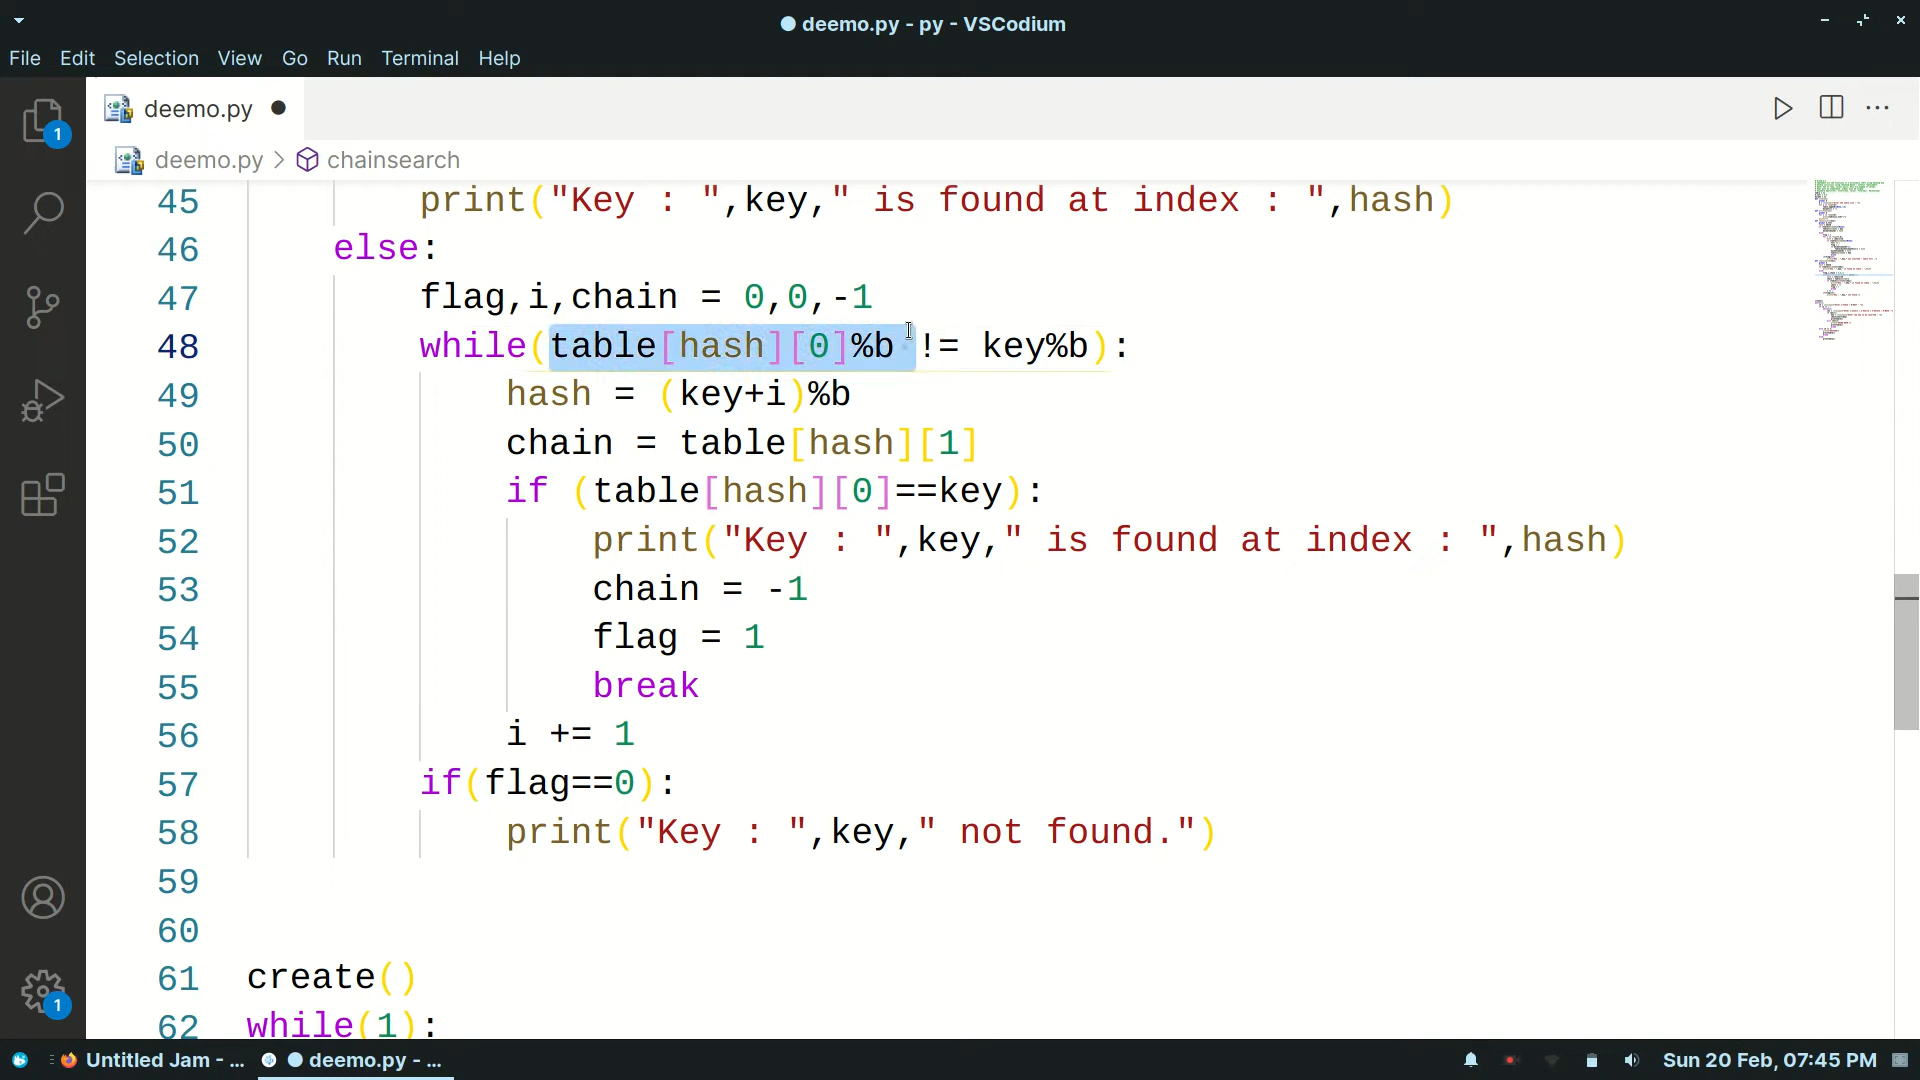 deemo.py - py - VSCodium
File Edit Selection View Go Run Terminal Help
deemo.py
deemo.py > chainsearch
1
45 print("Key : ",key," is found at index : ",hash)
46 else:
47 flag,i,chain = 0,0,-1
48 while(table[hash][0]%b != key%b):
49 hash = (key+i)%b
50 chain = table[hash][1]
51 if (table[hash][0]==key):
52 print("Key : ",key," is found at index : ",hash)
53 chain = -1
54 flag = 1
55 break
56 i += 1
57 if(flag==0):
58 print("Key : ",key," not found.")
59
60
61 create()
62 while(1):
1
Untitled Jam - ... deemo.py - ... Sun 20 Feb, 07:45 PM